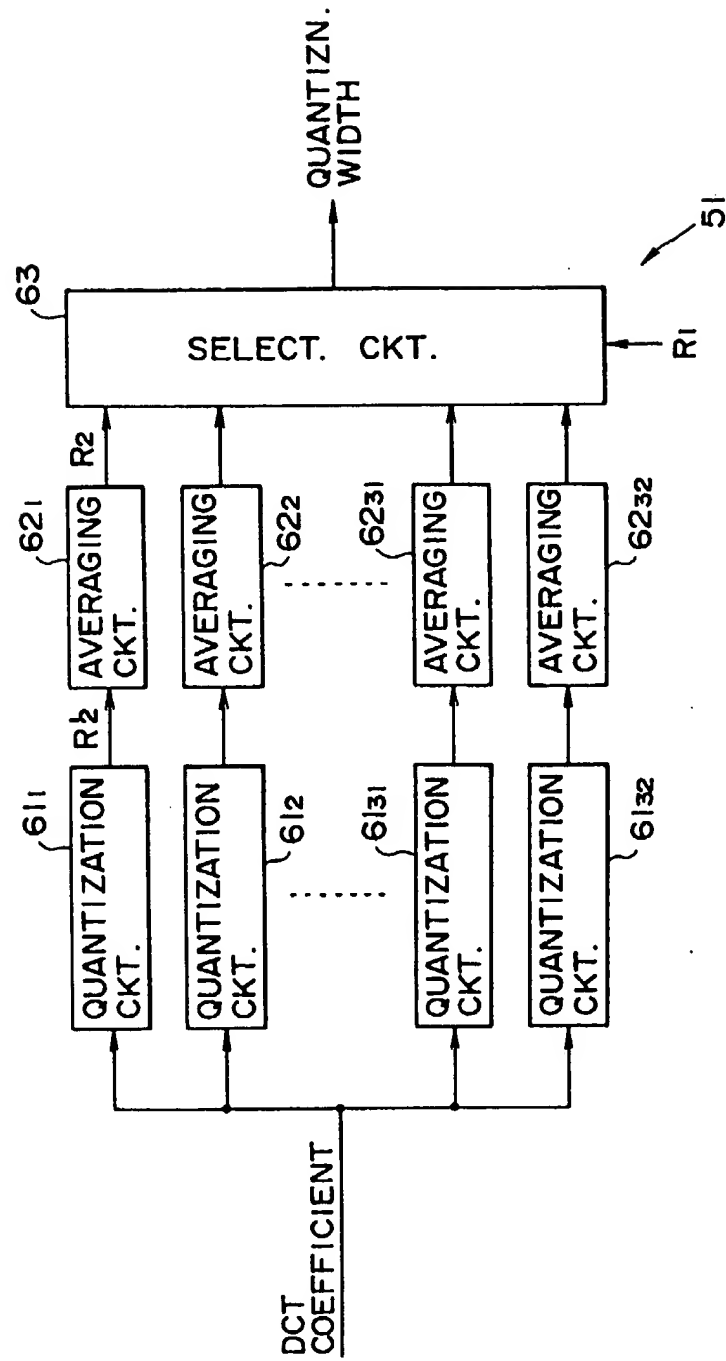 DCT
COEFFICIENT
611
QUANTIZATION
CKT.
R'2
621
AVERAGING
CKT.
R2
612
QUANTIZATION
CKT.
622
AVERAGING
CKT.
6131
QUANTIZATION
CKT.
6231
AVERAGING
CKT.
6132
QUANTIZATION
CKT.
6232
AVERAGING
CKT.
63
SELECT. CKT.
R1
QUANTIZN.
WIDTH
51